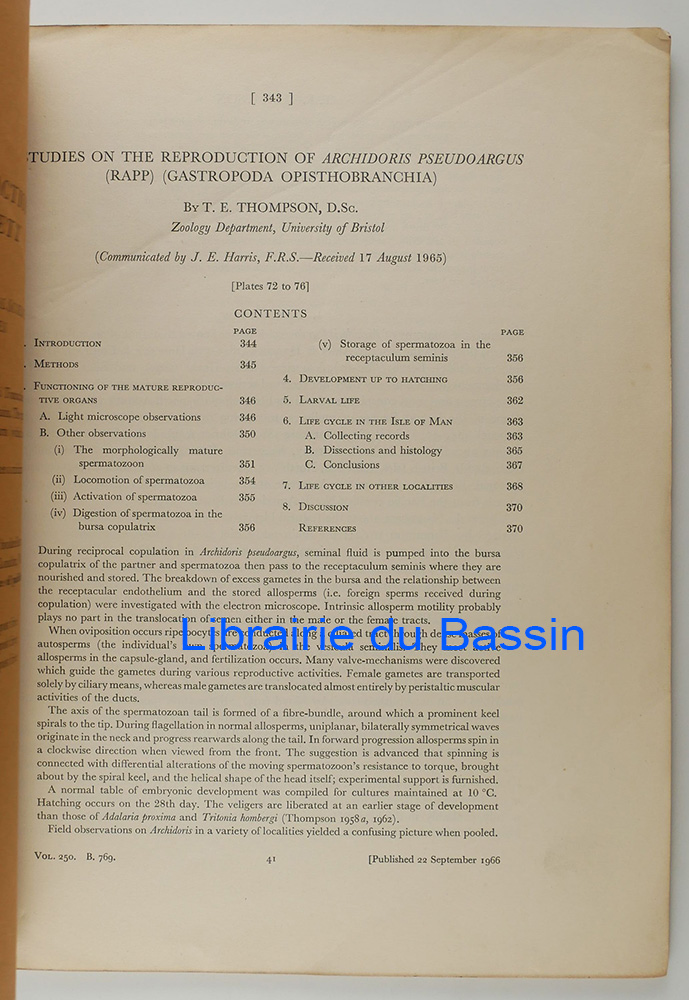 [ 343 ]
TUDIES ON THE REPRODUCTION OF ARCHIDORIS PSEUDOARGUS
(RAPP) (GASTROPODA OPISTHOBRANCHIA)
By T. E. THOMPSON, D.Sc.
Zoology Department, University of Bristol
(Communicated by J. E. Harris, F.R.S.—Received 17 August 1965)
[Plates 72 to 76]
CONTENTS
PAGE
Introduction 344
Methods 345
Functioning of the mature reproduc-
tive organs 346
A. Light microscope observations 346
B. Other observations 350
(i) The morphologically mature
spermatozoon 351
(ii) Locomotion of spermatozoa 354
(iii) Activation of spermatozoa 355
(iv) Digestion of spermatozoa in the
bursa copulatrix 356
PAGE
(v) Storage of spermatozoa in the
receptaculum seminis 356
4. Development up to hatching 356
5. Larval life 362
6. Life cycle in the Isle of Man 363
A. Collecting records 363
B. Dissections and histology 365
C. Conclusions 367
7. Life cycle in other localities 368
8. Discussion 370
References 370
During reciprocal copulation in Archidoris pseudoargus, seminal fluid is pumped into the bursa
copulatrix of the partner and spermatozoa then pass to the receptaculum seminis where they are
nourished and stored. The breakdown of excess gametes in the bursa and the relationship between
the receptacular endothelium and the stored allosperms (i.e. foreign sperms received during
copulation) were investigated with the electron microscope. Intrinsic allosperm motility probably
plays no part in the translocation of semen either in the male or the female tracts.
When oviposition occurs ripe oocytes are conducted along a ciliated tract through dense masses of
autosperms (the individual's
allosperms in the capsule-gland, and fertilization occurs. Many valve-mechanisms were discovered
which guide the gametes during various reproductive activities. Female gametes are transported
solely by ciliary means, whereas male gametes are translocated almost entirely by peristaltic muscular
activities of the ducts.
The axis of the spermatozoan tail is formed of a fibre-bundle, around which a prominent keel
spirals to the tip. During flagellation in normal allosperms, uniplanar, bilaterally symmetrical waves
originate in the neck and progress rearwards along the tail. In forward progression allosperms spin in
a clockwise direction when viewed from the front. The suggestion is advanced that spinning is
connected with differential alterations of the moving spermatozoon's resistance to torque, brought
about by the spiral keel, and the helical shape of the head itself; experimental support is furnished.
A normal table of embryonic development was compiled for cultures maintained at 10 °C.
Hatching occurs on the 28th day. The veligers are liberated at an earlier stage of development
than those of Adalaria proxima and Tritonia hombergi (Thompson 1958a, 1962).
Field observations on Archidoris in a variety of localities yielded a confusing picture when pooled.
Vol. 250. B. 769. 41 [Published 22 September 1966
Librairie du Bassin